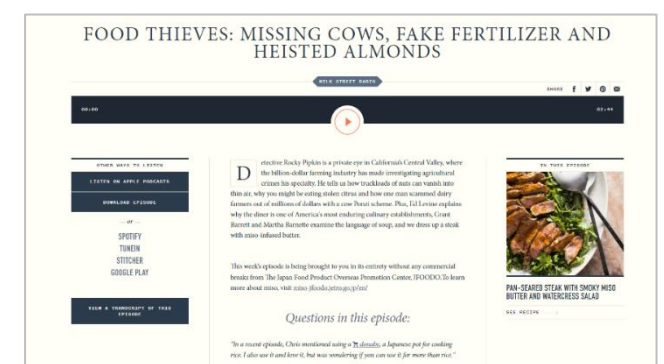 FOOD THIEVES: MISSING COWS, FAKE FERTILIZER AND
HEISTED ALMONDS
MILK STREET RADIO
SHARE
00:00
OTHER WAYS TO LISTEN
LISTEN ON APPLE PODCASTS
DOWNLOAD EPISODE
or
SPOTIFY
TUNEIN
STITCHER
GOOGLE PLAY
VIEW A TRANSCRIPT OF THIS
EPISODE
Detective Rocky Pipkin is a private eye in California's Central Valley, where
the billion-dollar farming industry has made investigating agricultural
crimes his specialty. He tells us how truckloads of nuts can vanish into
thin air, why you might be eating stolen citrus and how one man scammed dairy
farmers out of millions of dollars with a cow Ponzi scheme. Plus, Ed Levine explains
why the diner is one of America's most enduring culinary establishments, Grant
Barrett and Martha Barnette examine the language of soup, and we dress up a steak
with miso-infused butter.
This week's episode is being brought to you in its entirety without any commercial
breaks from The Japan Food Product Overseas Promotion Center, JFOODO. To learn
more about miso, visit miso.jfoodo.jetro.go.jp/en/
Questions in this episode:
"In a recent episode, Chris mentioned using a donabe, a Japanese pot for cooking
rice. I also use it and love it, but was wondering if you can use it for more than rice."
IN THIS EPISODE
PAN-SEARED STEAK WITH SMOKY MISO
BUTTER AND WATERCRESS SALAD
SEE RECIPE